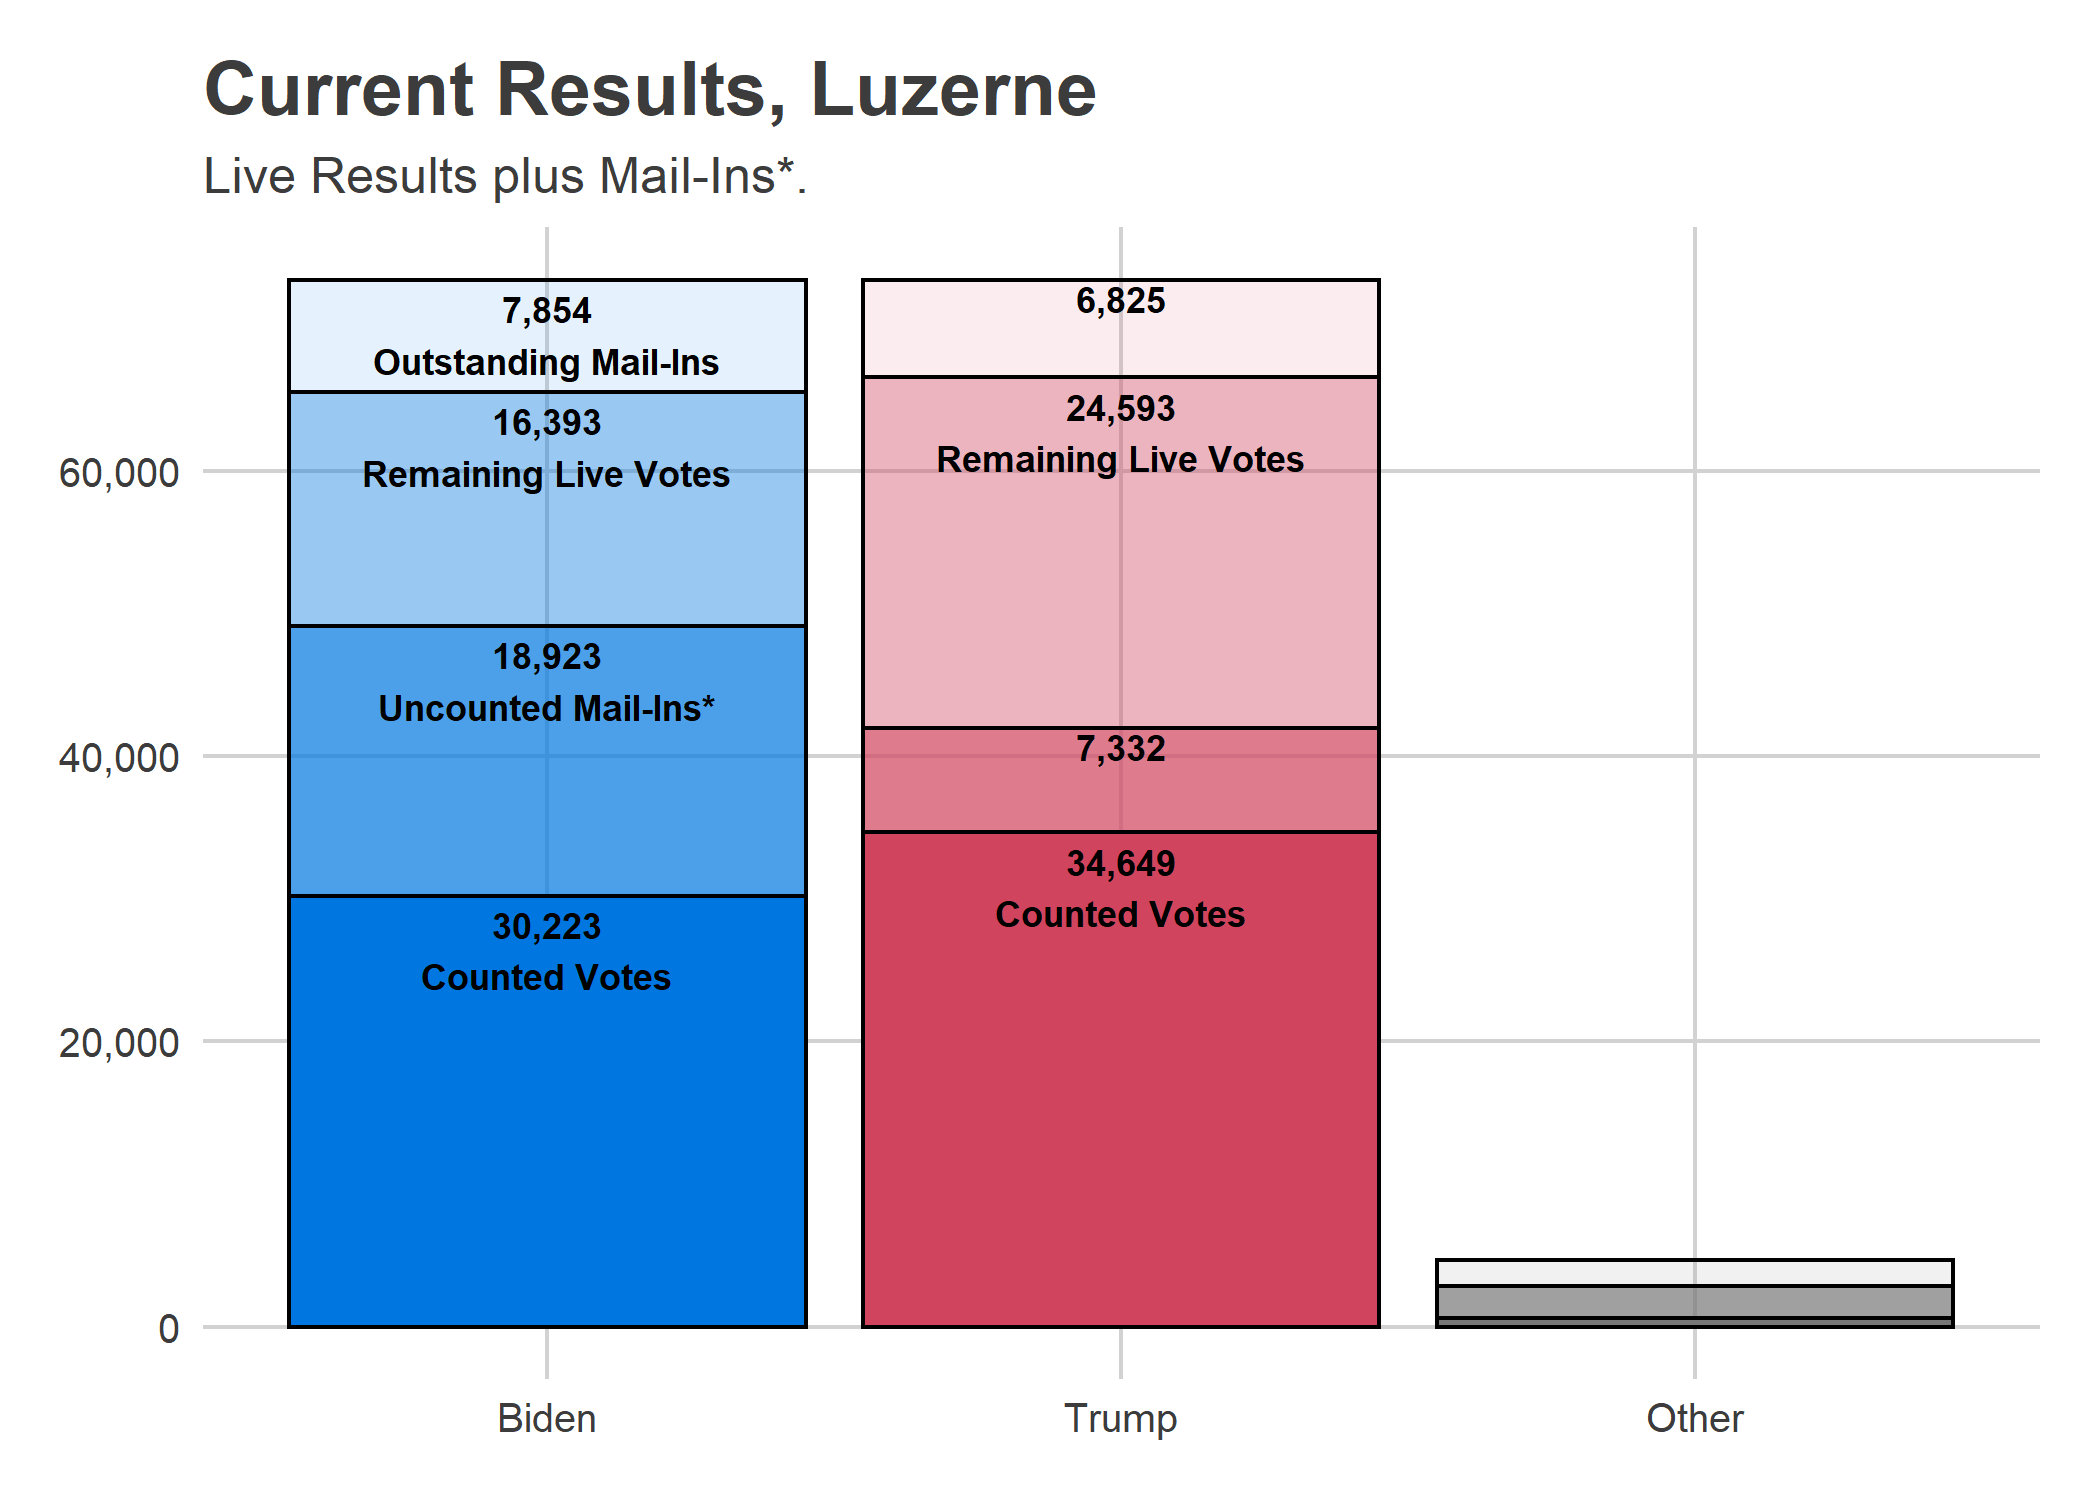 Current Results, Luzerne
Live Results plus Mail-Ins*.
7,854
Outstanding Mail-Ins
16,393
Remaining Live Votes
18,923
Uncounted Mail-Ins*
30,223
Counted Votes
6,825
24,593
Remaining Live Votes
7,332
34,649
Counted Votes
60,000
40,000
20,000
0
Biden
Trump
Other